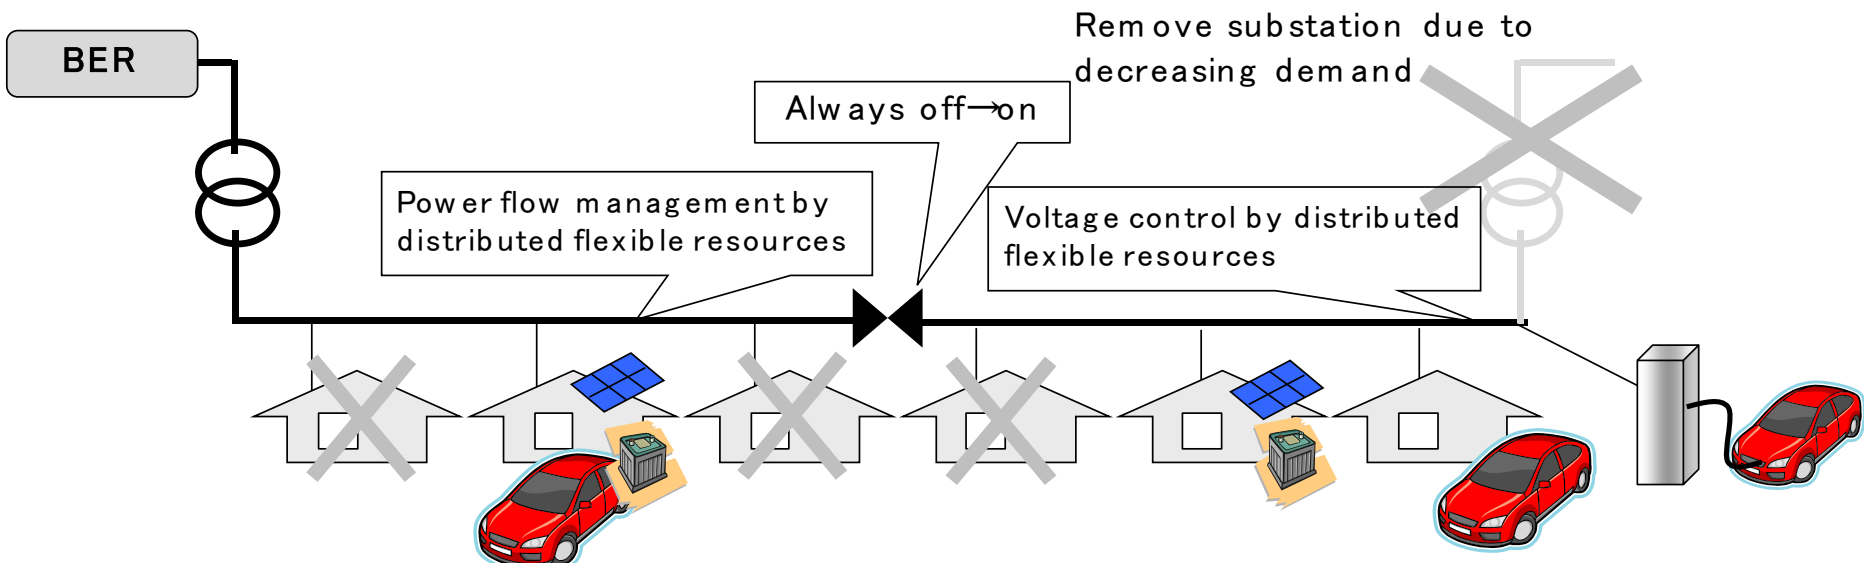 BER
Remove substation due to
decreasing demand
Always off→on
Power flow management by
distributed flexible resources
Voltage control by distributed
flexible resources